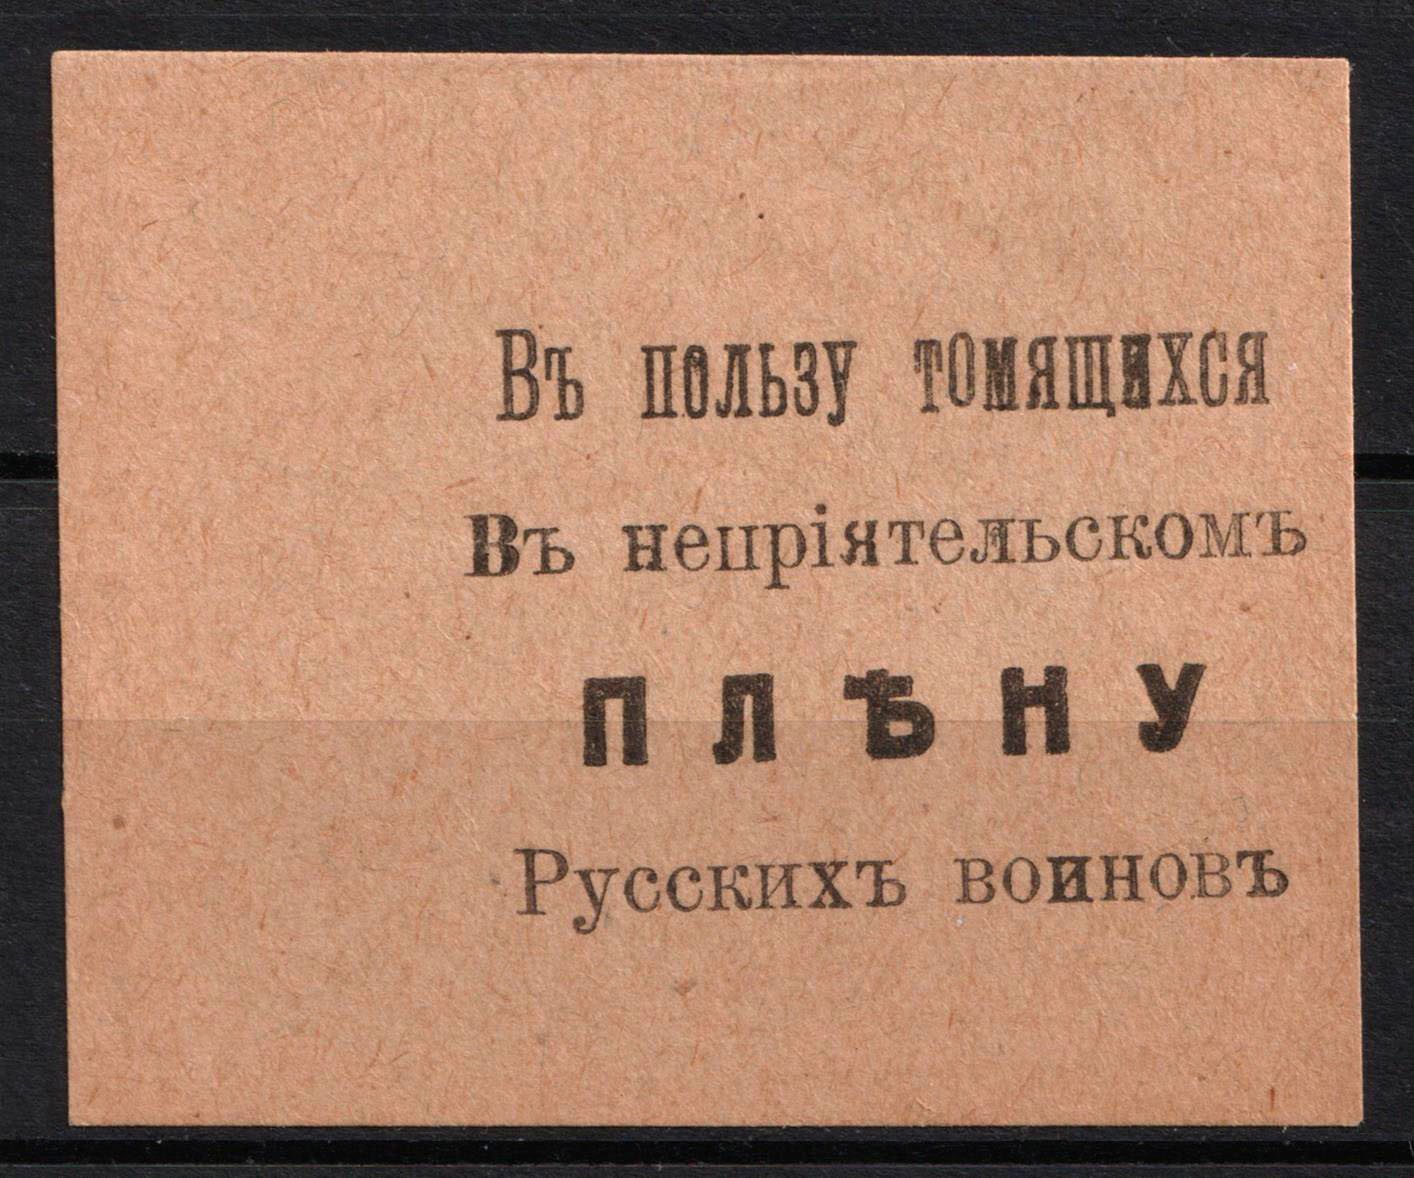 Въ пользу томящихся
Въ непріятельскомъ
ПЛѢНУ
Русскихъ воиновъ